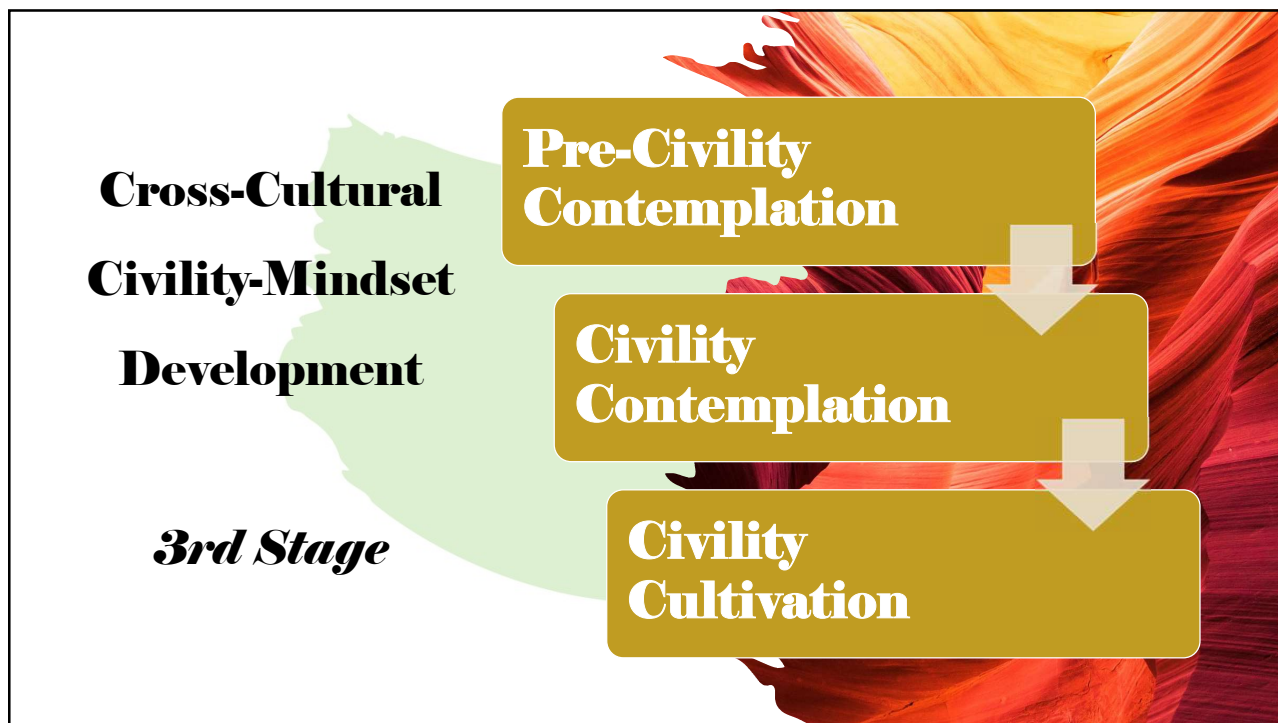 Cross-Cultural
Civility-Mindset
Development
3rd Stage
Pre-Civility
Contemplation
Civility
Contemplation
Civility
Cultivation